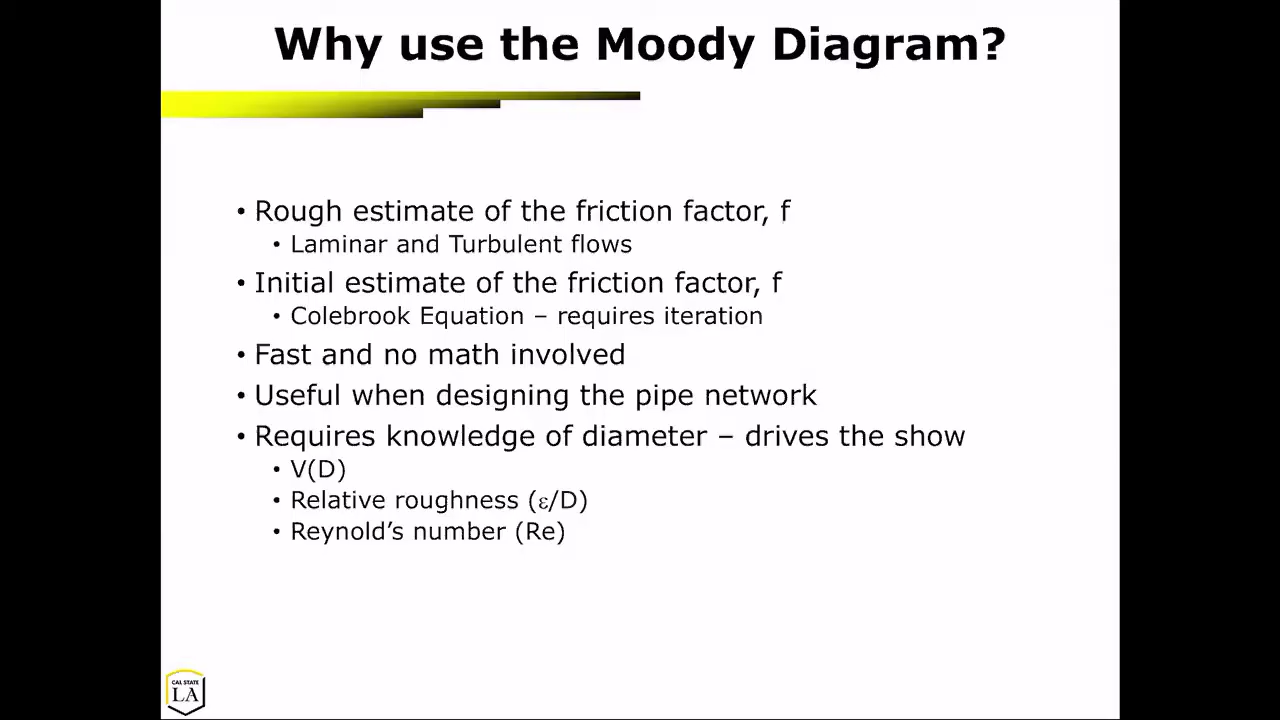 Why use the Moody Diagram?
• Rough estimate of the friction factor, f
• Laminar and Turbulent flows
• Initial estimate of the friction factor, f
• Colebrook Equation – requires iteration
• Fast and no math involved
• Useful when designing the pipe network
• Requires knowledge of diameter – drives the show
• V(D)
• Relative roughness (ε/D)
• Reynold’s number (Re)
CAL STATE
LA